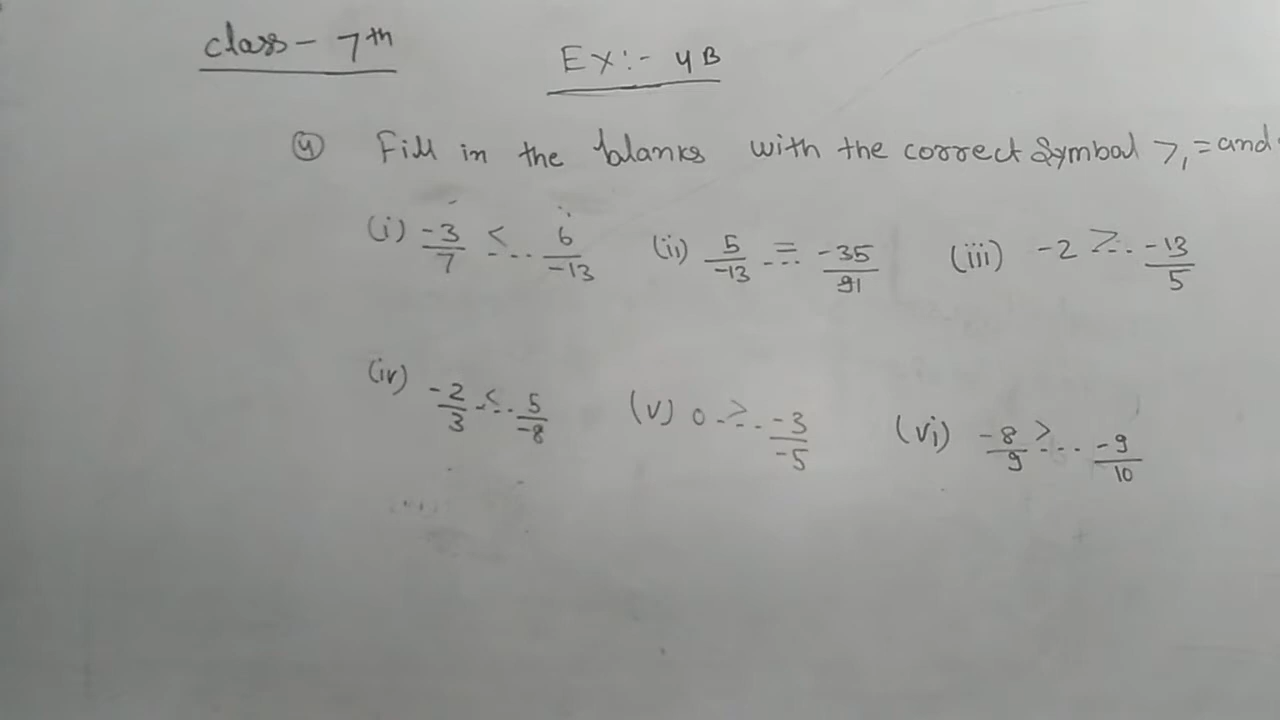 class - 7th
Ex:- 4B
(4) Fill in the blanks with the correct Symbol >, = and
(i) -3/7 <... 6/-13 (ii) 5/-13 =... -35/91 (iii) -2 >... -13/5
(iv) -2/3 <... 5/-8 (v) 0 >... -3/-5 (vi) -8/9 >... -9/10